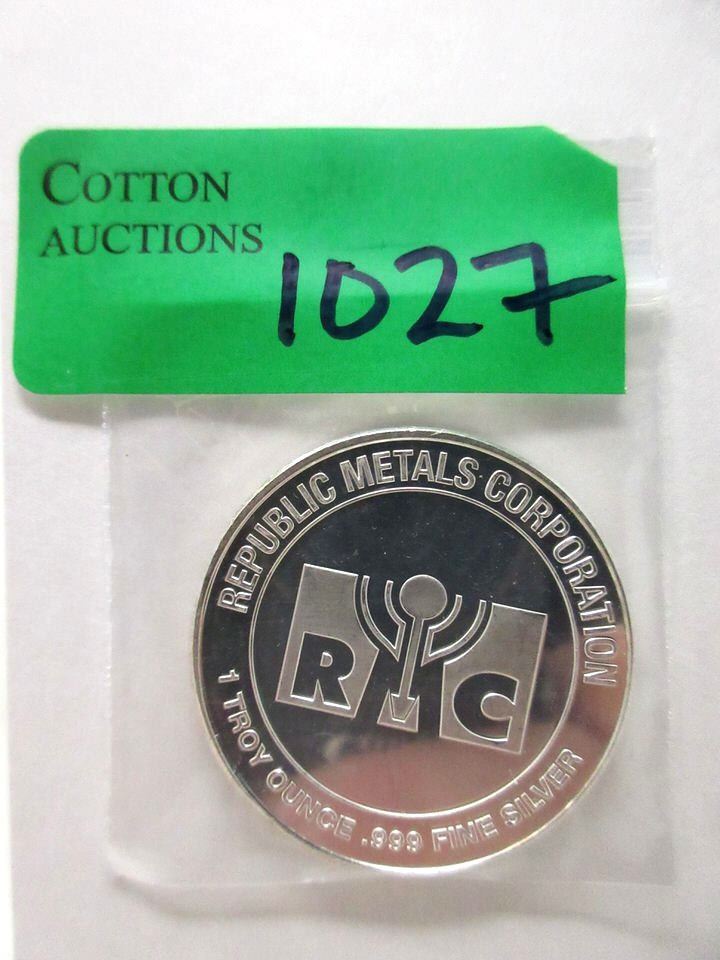 COTTON
AUCTIONS
1027
REPUBLIC METALS CORPORATION
R C
1 TROY OUNCE .999 FINE SILVER